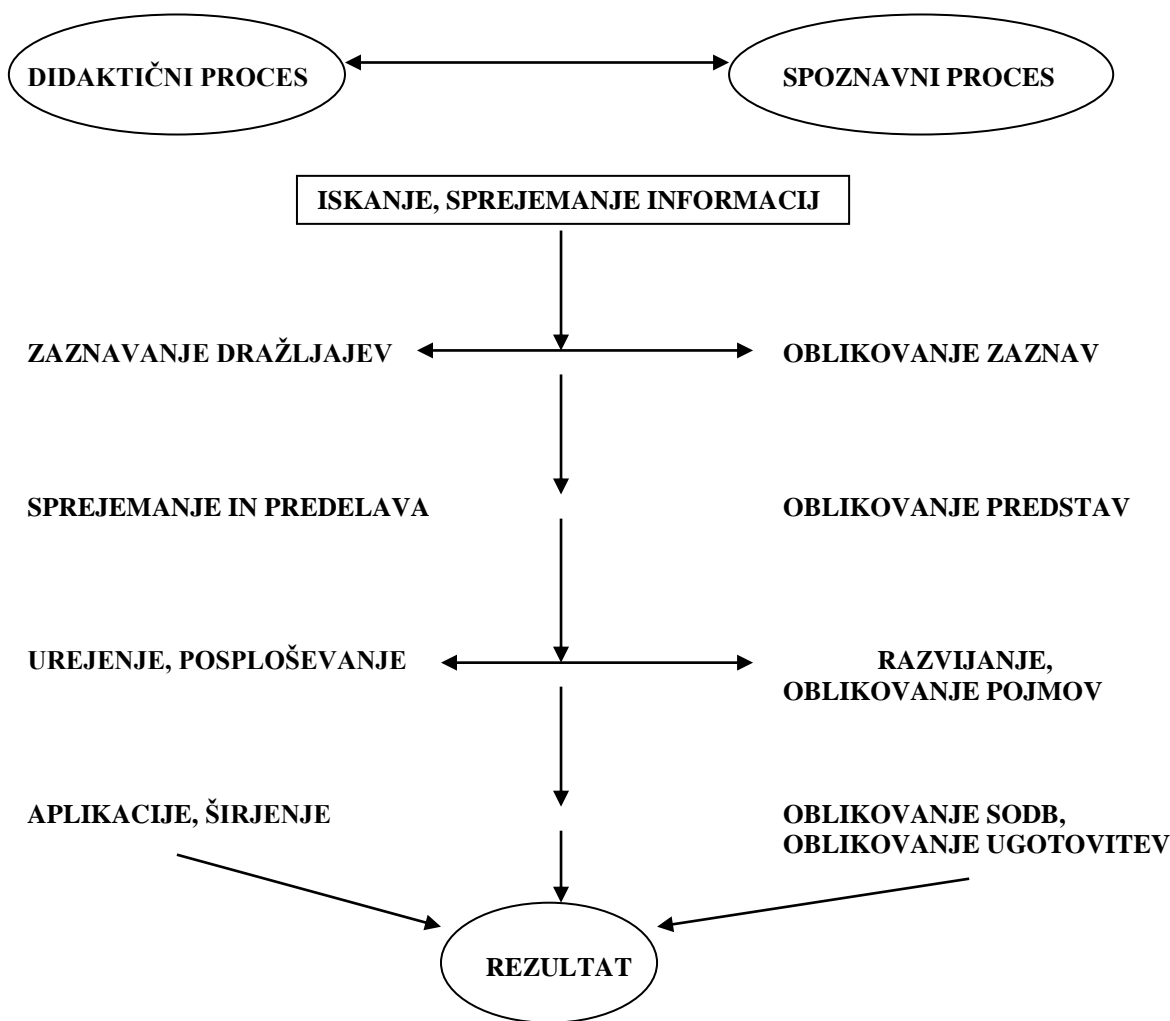 DIDAKTIČNI PROCES
SPOZNAVNI PROCES
ISKANJE, SPREJEMANJE INFORMACIJ
ZAZNAVANJE DRAŽLJAJEV
OBLIKOVANJE ZAZNAV
SPREJEMANJE IN PREDELAVA
OBLIKOVANJE PREDSTAV
UREJENJE, POSPLOŠEVANJE
RAZVIJANJE,
OBLIKOVANJE POJMOV
APLIKACIJE, ŠIRJENJE
OBLIKOVANJE SODB,
OBLIKOVANJE UGOTOVITEV
REZULTAT